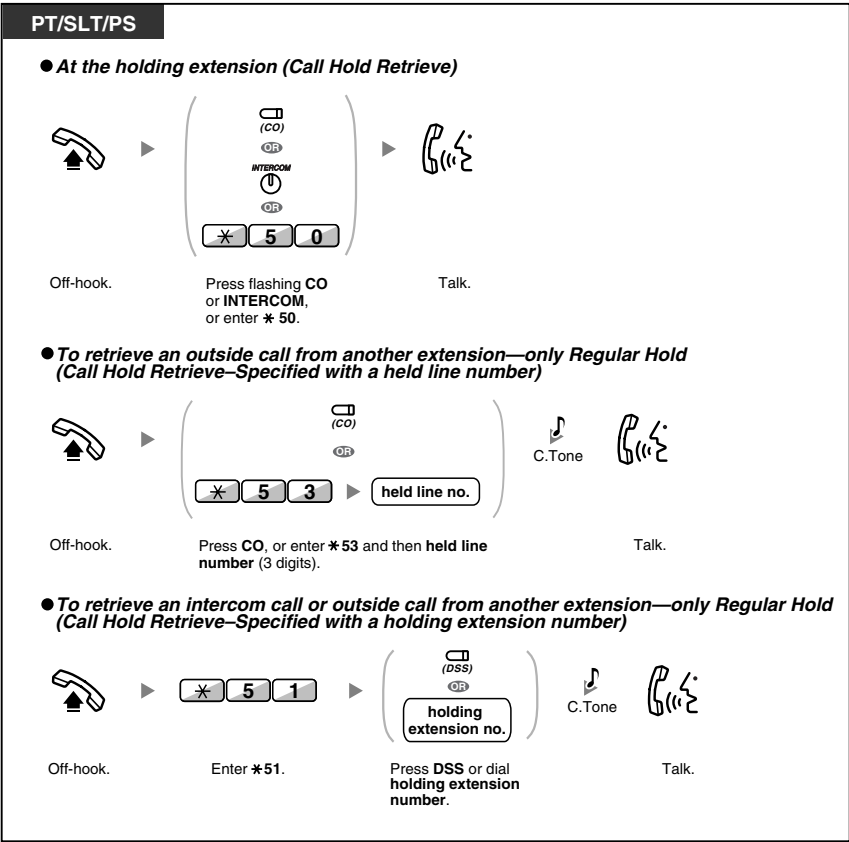 PT/SLT/PS
●At the holding extension (Call Hold Retrieve)
(CO)
OR
INTERCOM
OR
✳ 5 0
Off-hook.
Press flashing CO
or INTERCOM,
or enter ✳ 50.
Talk.
●To retrieve an outside call from another extension—only Regular Hold
(Call Hold Retrieve–Specified with a held line number)
(CO)
OR
✳ 5 3 held line no.
C.Tone
Off-hook.
Press CO, or enter ✳53 and then held line
number (3 digits).
Talk.
●To retrieve an intercom call or outside call from another extension—only Regular Hold
(Call Hold Retrieve–Specified with a holding extension number)
✳ 5 1
(DSS)
OR
holding
extension no.
C.Tone
Off-hook.
Enter ✳51.
Press DSS or dial
holding extension
number.
Talk.